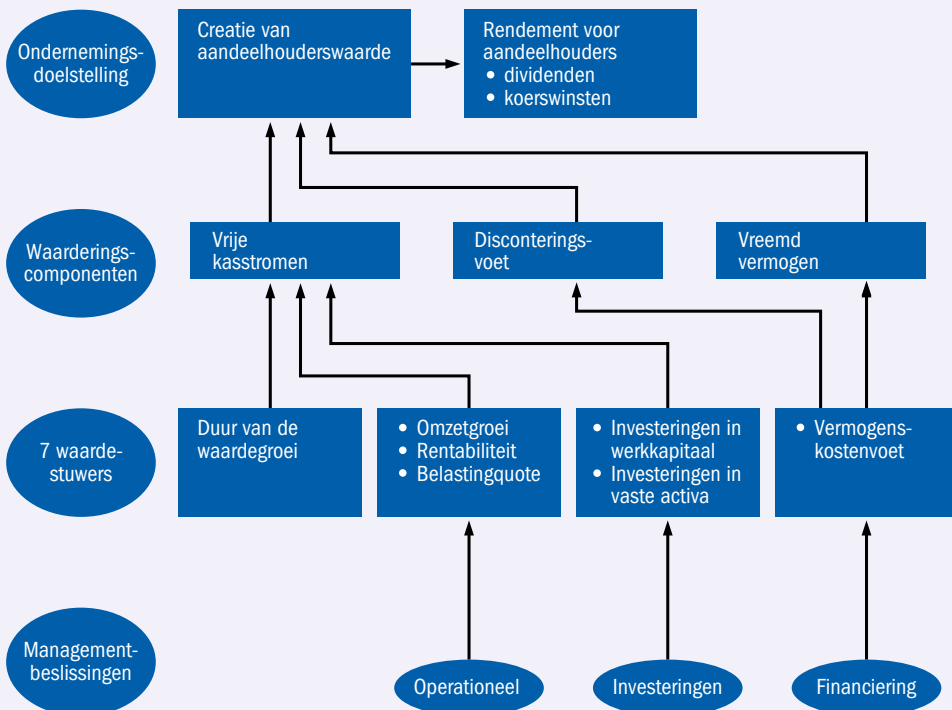 Ondernemings-
doelstelling
Creatie van
aandeelhouderswaarde
Rendement voor
aandeelhouders
• dividenden
• koerswinsten
Waarderings-
componenten
Vrije
kasstromen
Disconterings-
voet
Vreemd
vermogen
7 waarde-
stuwers
Duur van de
waardegroei
• Omzetgroei
• Rentabiliteit
• Belastingquote
• Investeringen in
werkkapitaal
• Investeringen in
vaste activa
• Vermogens-
kostenvoet
Management-
beslissingen
Operationeel
Investeringen
Financiering